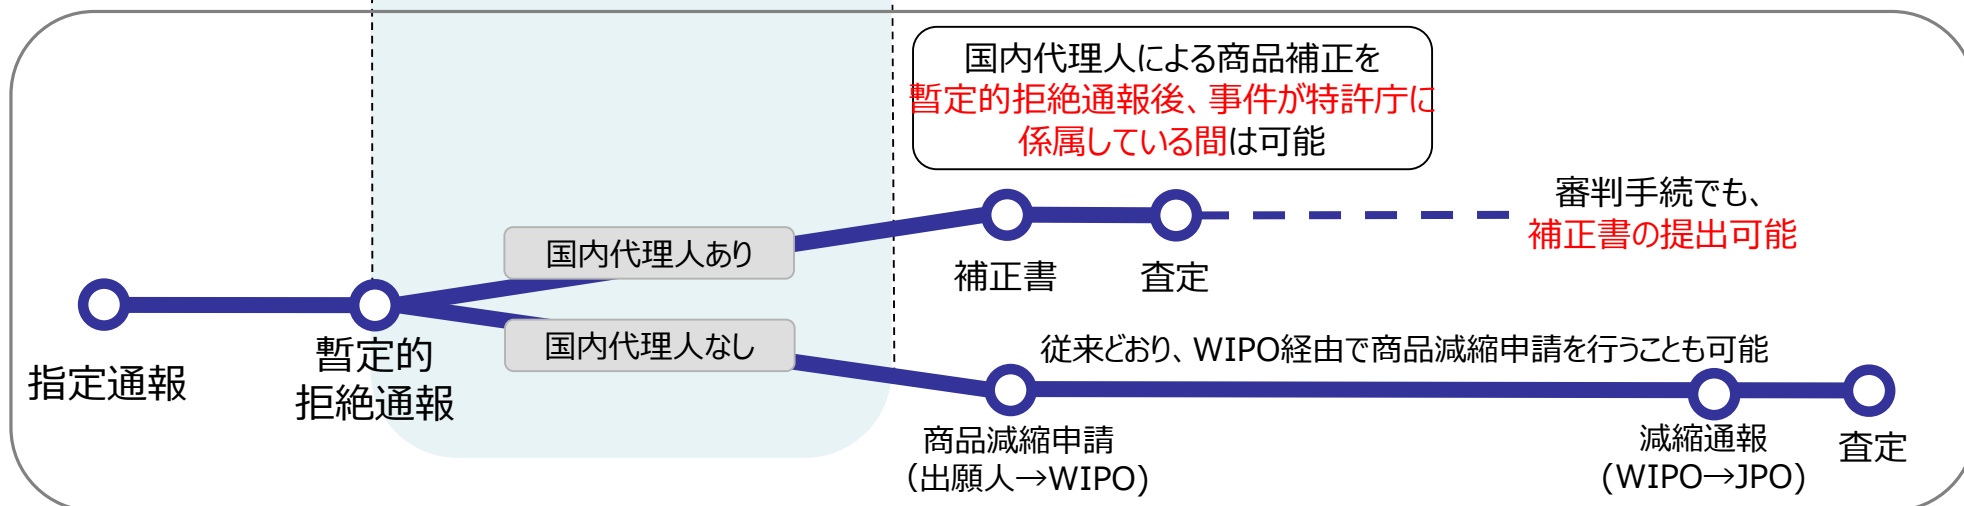 国内代理人による商品補正を
暫定的拒絶通報後、事件が特許庁に
係属している間は可能
審判手続でも、
補正書の提出可能
国内代理人あり
補正書
査定
国内代理人なし
従来どおり、WIPO経由で商品減縮申請を行うことも可能
指定通報
暫定的
拒絶通報
商品減縮申請
（出願人→WIPO）
減縮通報
(WIPO→JPO)
査定